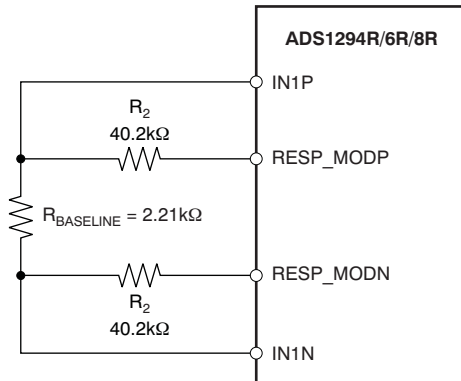 ADS1294R/6R/8R
IN1P
R2
40.2kΩ
RESP_MODP
RBASELINE = 2.21kΩ
RESP_MODN
R2
40.2kΩ
IN1N